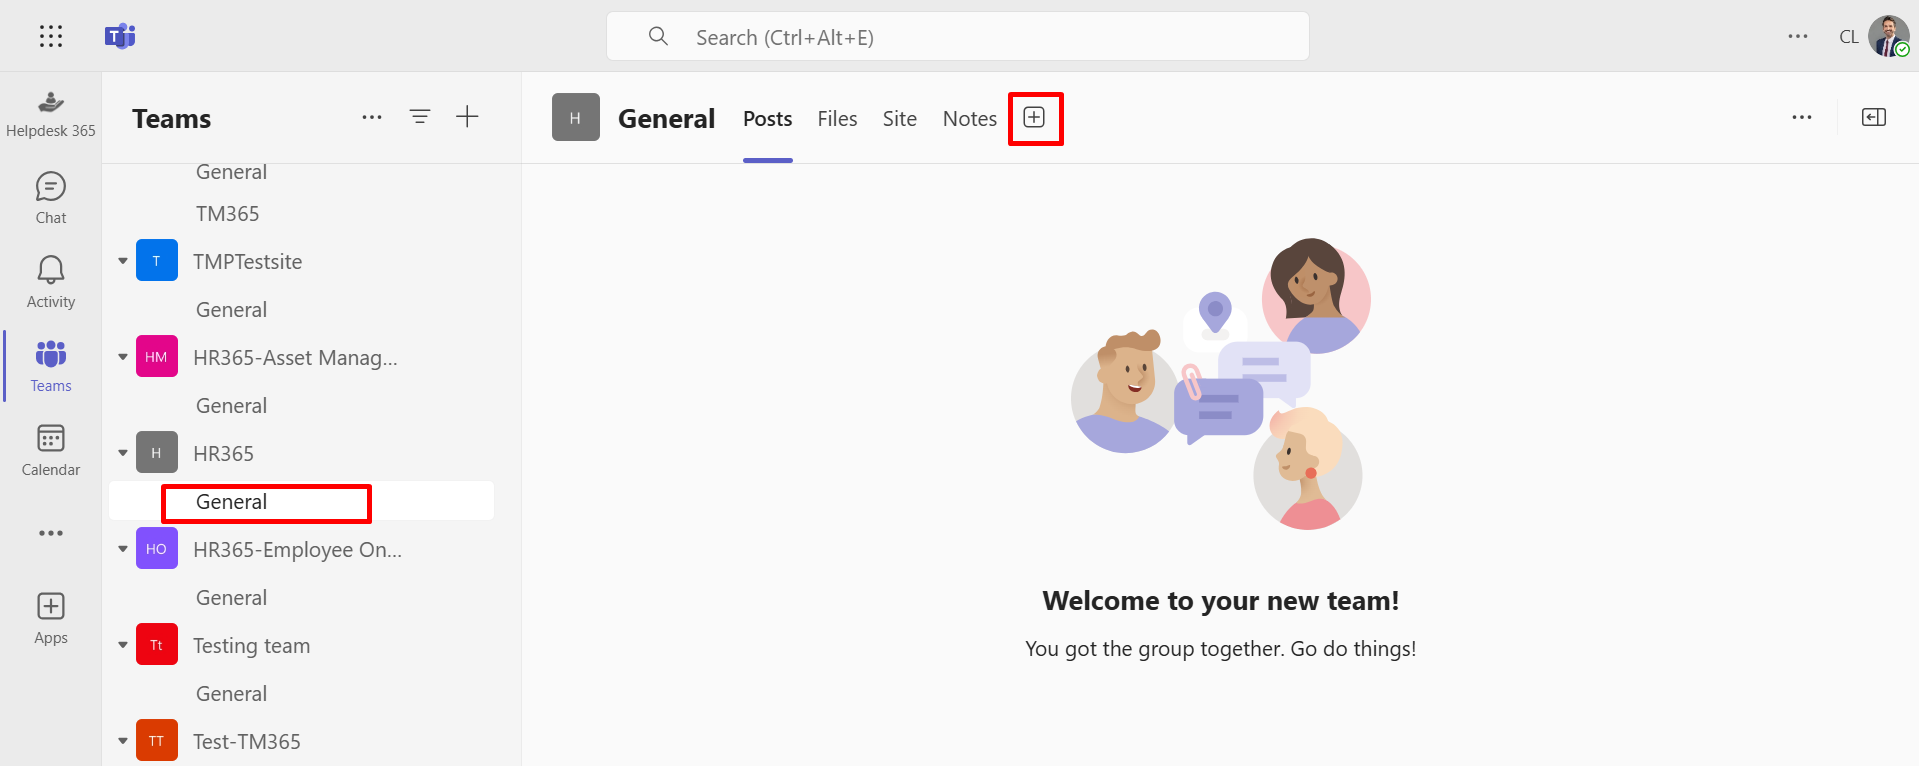 T
Search (Ctrl+Alt+E)
CL
Helpdesk 365
Chat
Activity
Teams
Calendar
Apps
Teams
General
TM365
T
TMPTestsite
General
HM
HR365-Asset Manag...
General
H
HR365
General
HO
HR365-Employee On...
General
Tt
Testing team
General
TT
Test-TM365
H
General
Posts
Files
Site
Notes
Welcome to your new team!
You got the group together. Go do things!